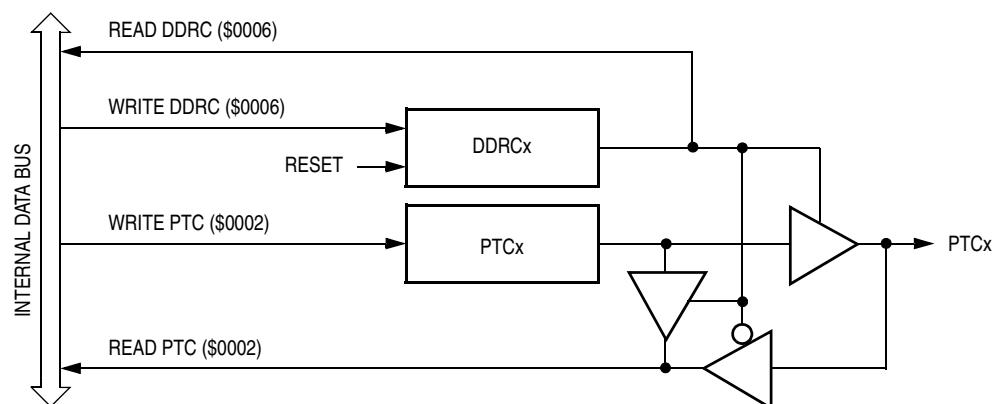 READ DDRC ($0006)
WRITE DDRC ($0006)
DDRCx
RESET
WRITE PTC ($0002)
PTCx
PTCx
READ PTC ($0002)
INTERNAL DATA BUS